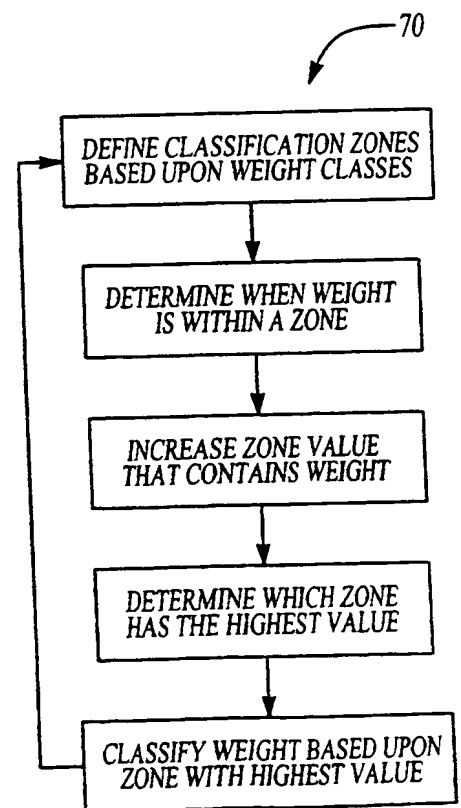 70
DEFINE CLASSIFICATION ZONES
BASED UPON WEIGHT CLASSES
DETERMINE WHEN WEIGHT
IS WITHIN A ZONE
INCREASE ZONE VALUE
THAT CONTAINS WEIGHT
DETERMINE WHICH ZONE
HAS THE HIGHEST VALUE
CLASSIFY WEIGHT BASED UPON
ZONE WITH HIGHEST VALUE